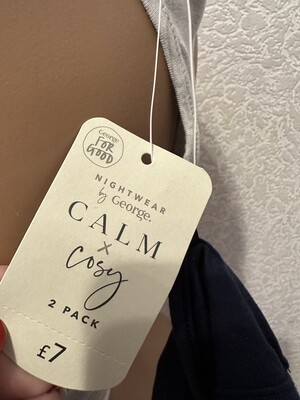 George
FOR
GOOD
NIGHTWEAR
by George.
CALM
x
cosy
2 PACK
£7